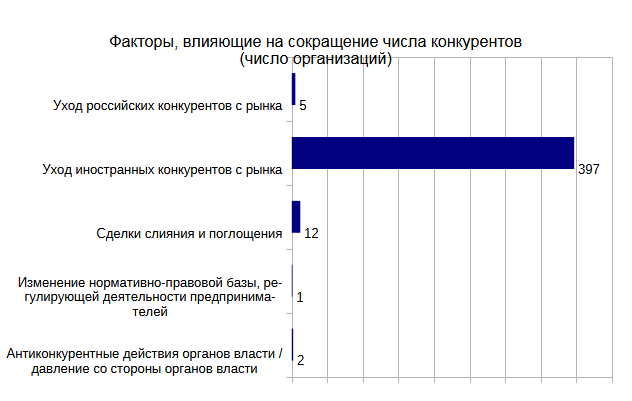 Факторы, влияющие на сокращение числа конкурентов
(число организаций)
Уход российских конкурентов с рынка
5
Уход иностранных конкурентов с рынка
397
Сделки слияния и поглощения
12
Изменение нормативно-правовой базы, ре-
гулирующей деятельности предпринима-
телей
1
Антиконкурентные действия органов власти /
давление со стороны органов власти
2